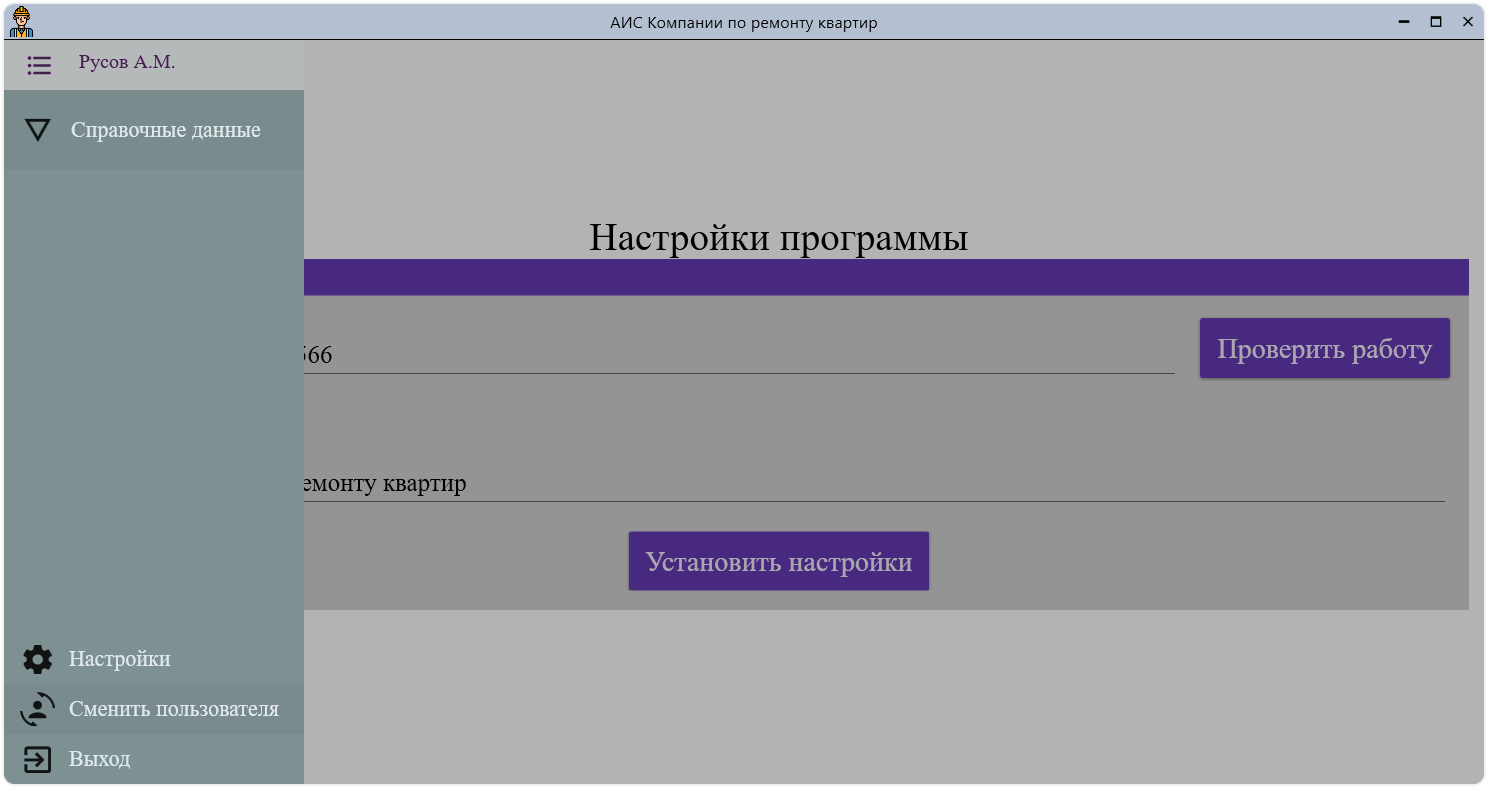 АИС Компании по ремонту квартир
Русов А.М.
Справочные данные
Настройки программы
66
Проверить работу
емонту квартир
Установить настройки
Настройки
Сменить пользователя
Выход